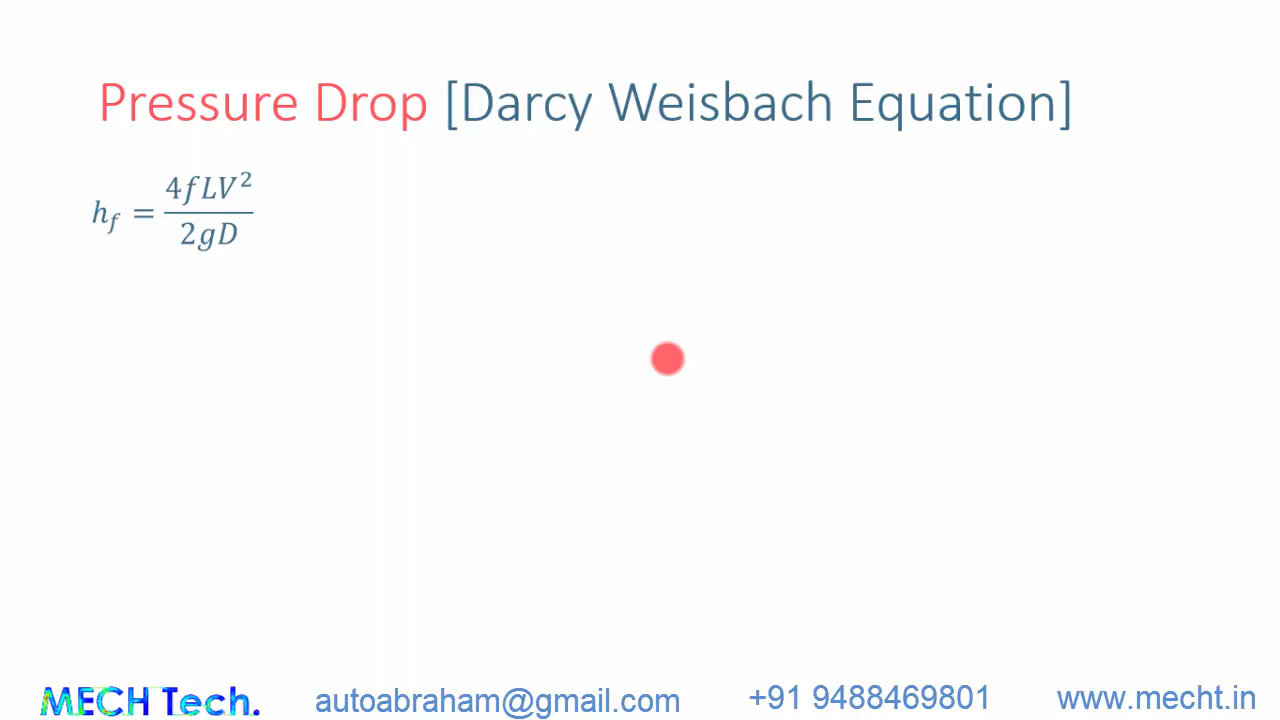 Pressure Drop [Darcy Weisbach Equation]
h_f = \frac{4fLV^2}{2gD}
MECH Tech. autoabraham@gmail.com +91 9488469801 www.mecht.in